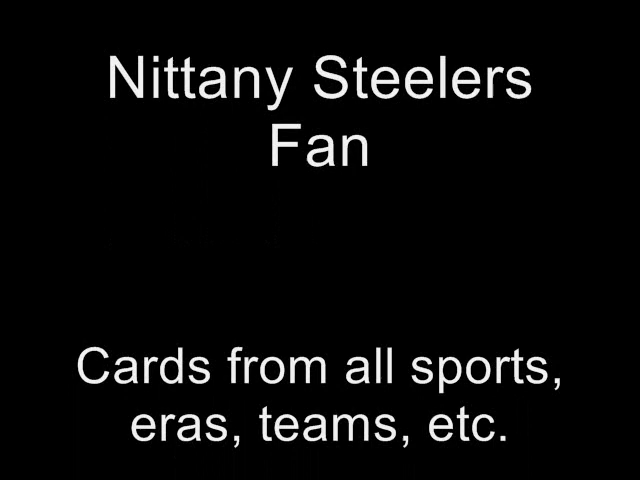 Nittany Steelers
Fan
Cards from all sports,
eras, teams, etc.